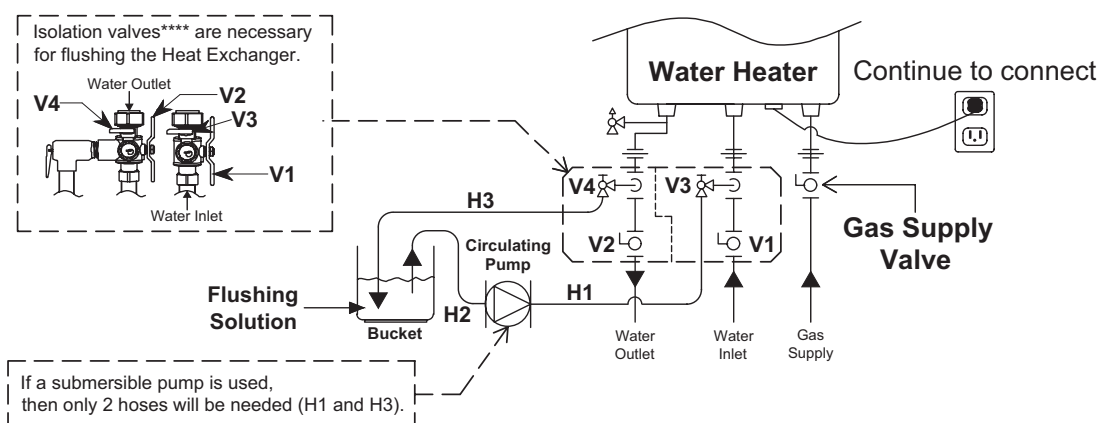 Isolation valves**** are necessary
for flushing the Heat Exchanger.
Water Outlet
V4
V2
V3
V1
Water Inlet
Water Heater
Continue to connect
V4
V3
H3
V2
V1
Gas Supply
Valve
Circulating
Pump
Flushing
Solution
H2
H1
Bucket
Water
Outlet
Water
Inlet
Gas
Supply
If a submersible pump is used,
then only 2 hoses will be needed (H1 and H3).